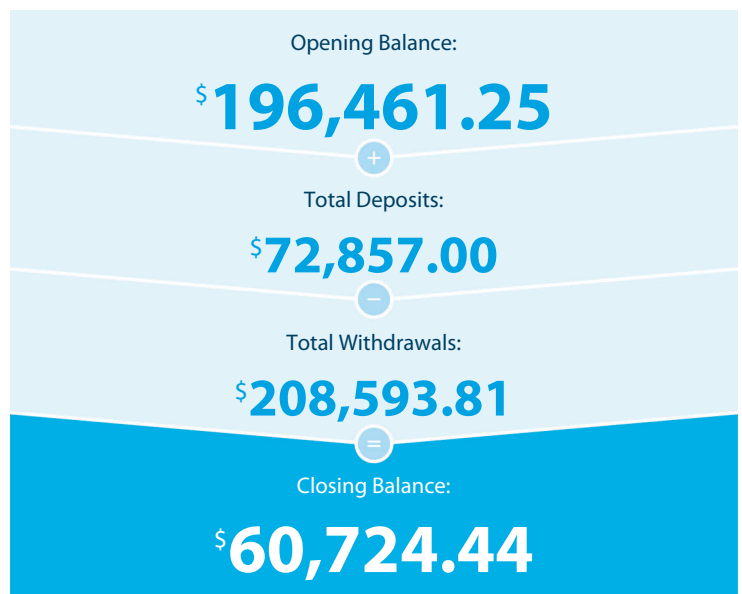 Opening Balance:
$196,461.25
+
Total Deposits:
$72,857.00
−
Total Withdrawals:
$208,593.81
=
Closing Balance:
$60,724.44